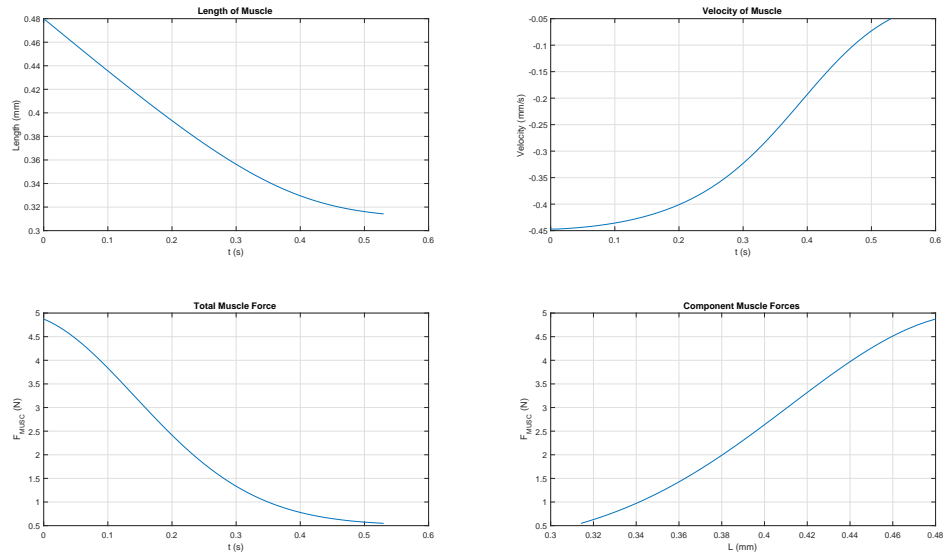 Length of Muscle
0.48
0.46
0.44
0.42
0.4
0.38
0.36
0.34
0.32
0.3
Length (mm)
0 0.1 0.2 0.3 0.4 0.5 0.6
t (s)
Velocity of Muscle
-0.05
-0.1
-0.15
-0.2
-0.25
-0.3
-0.35
-0.4
-0.45
Velocity (mm/s)
0 0.1 0.2 0.3 0.4 0.5 0.6
t (s)
Total Muscle Force
5
4.5
4
3.5
3
2.5
2
1.5
1
0.5
F_MUSC (N)
0 0.1 0.2 0.3 0.4 0.5 0.6
t (s)
Component Muscle Forces
5
4.5
4
3.5
3
2.5
2
1.5
1
0.5
F_MUSC (N)
0.3 0.32 0.34 0.36 0.38 0.4 0.42 0.44 0.46 0.48
L (mm)